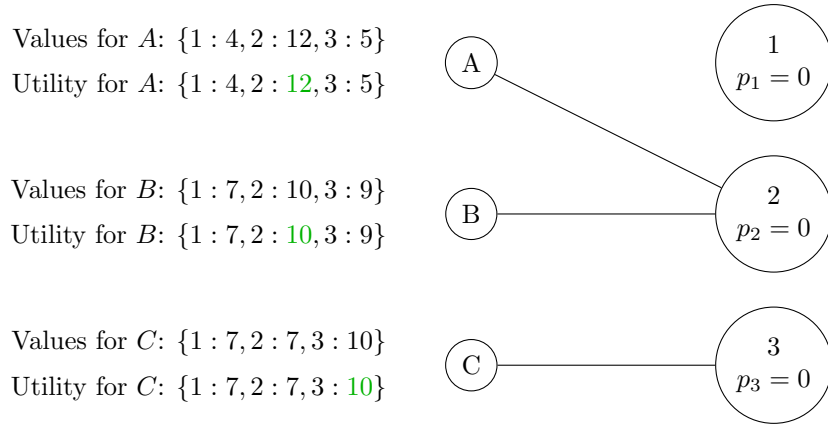 Values for A: {1 : 4, 2 : 12, 3 : 5}
Utility for A: {1 : 4, 2 : 12, 3 : 5}
A
1
p₁ = 0
Values for B: {1 : 7, 2 : 10, 3 : 9}
Utility for B: {1 : 7, 2 : 10, 3 : 9}
B
2
p₂ = 0
Values for C: {1 : 7, 2 : 7, 3 : 10}
Utility for C: {1 : 7, 2 : 7, 3 : 10}
C
3
p₃ = 0